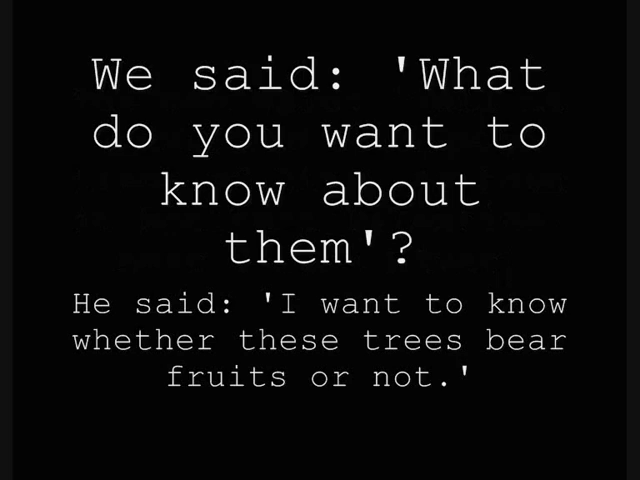 We said: 'What
do you want to
know about
them'?
He said: 'I want to know
whether these trees bear
fruits or not.'